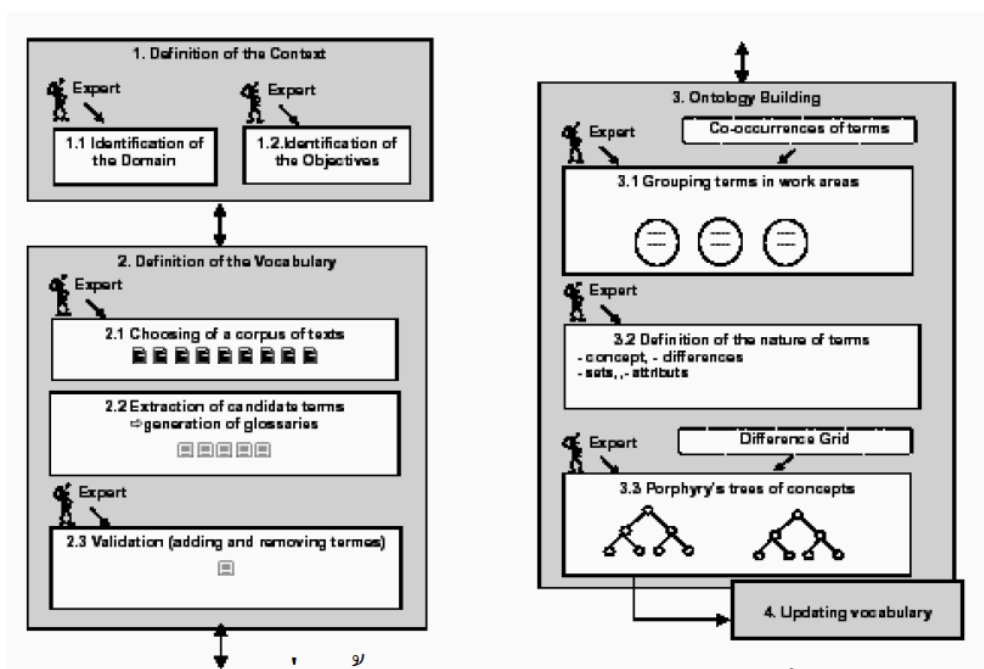 1. Definition of the Context
Expert
Expert
1.1 Identification of
the Domain
1.2.Identification of
the Objectives
2. Definition of the Vocabulary
Expert
2.1 Choosing of a corpus of texts
2.2 Extraction of candidate terms
⇨generation of glossaries
Expert
2.3 Validation (adding and removing termes)
3. Ontology Building
Expert
Co-occurrences of terms
3.1 Grouping terms in work areas
Expert
3.2 Definition of the nature of terms
- concept, - differences
- sets,,- attributs
Expert
Difference Grid
3.3 Porphyry's trees of concepts
4. Updating vocabulary